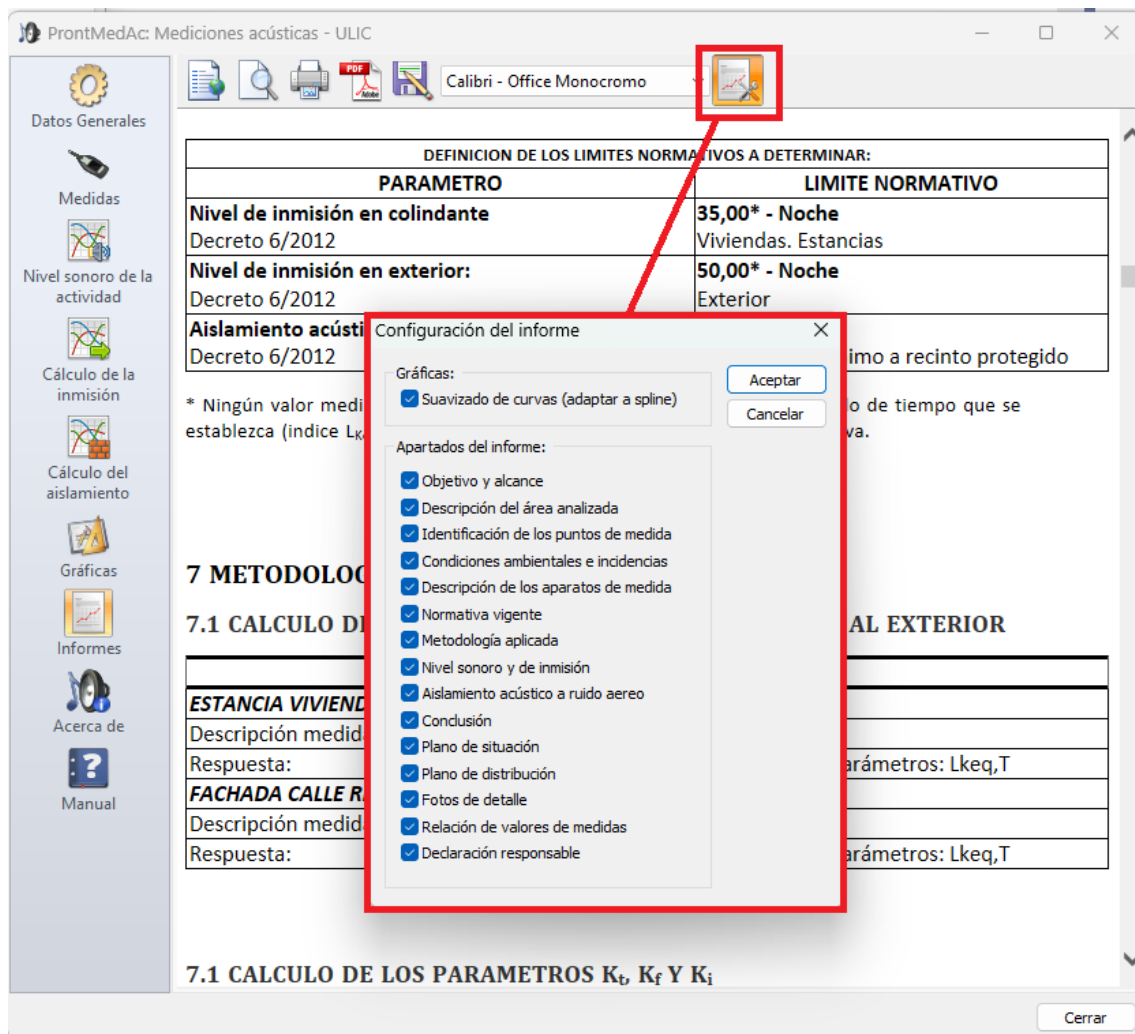 ProntMedAc: Mediciones acústicas - ULIC
Datos Generales
Medidas
Nivel sonoro de la
actividad
Cálculo de la
inmisión
Cálculo del
aislamiento
Gráficas
Informes
Acerca de
Manual
PDF
Adobe
Calibri - Office Monocromo
DEFINICION DE LOS LIMITES NORMATIVOS A DETERMINAR:
PARAMETRO LIMITE NORMATIVO
Nivel de inmisión en colindante 35,00* - Noche
Decreto 6/2012 Viviendas. Estancias
Nivel de inmisión en exterior: 50,00* - Noche
Decreto 6/2012 Exterior
Aislamiento acústi
Decreto 6/2012 imo a recinto protegido
* Ningún valor medi o de tiempo que se
establezca (indice va.
7 METODOLOG
7.1 CALCULO DE AL EXTERIOR
ESTANCIA VIVIEND
Descripción medid
Respuesta: arámetros: Lkeq,T
FACHADA CALLE R
Descripción medid
Respuesta: arámetros: Lkeq,T
7.1 CALCULO DE LOS PARAMETROS Kt, Kf Y Ki
Configuración del informe
Gráficas:
Suavizado de curvas (adaptar a spline)
Aceptar
Cancelar
Apartados del informe:
Objetivo y alcance
Descripción del área analizada
Identificación de los puntos de medida
Condiciones ambientales e incidencias
Descripción de los aparatos de medida
Normativa vigente
Metodología aplicada
Nivel sonoro y de inmisión
Aislamiento acústico a ruido aereo
Conclusión
Plano de situación
Plano de distribución
Fotos de detalle
Relación de valores de medidas
Declaración responsable
Cerrar